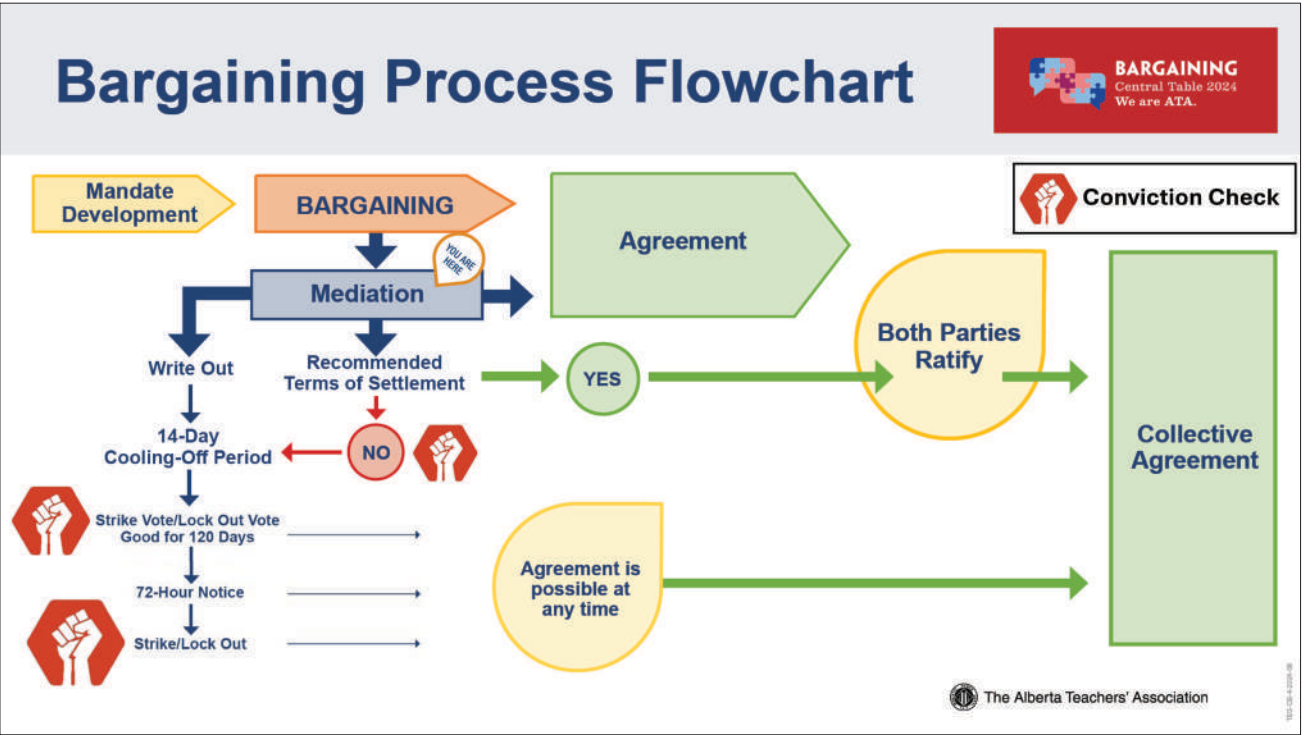 Bargaining Process Flowchart
BARGAINING
Central Table 2024
We are ATA.
Mandate
Development
BARGAINING
Agreement
Conviction Check
YOU ARE
HERE
Mediation
Both Parties
Ratify
Write Out
Recommended
Terms of Settlement
YES
14-Day
Cooling-Off Period
NO
Collective
Agreement
Strike Vote/Lock Out Vote
Good for 120 Days
Agreement is
possible at
any time
72-Hour Notice
Strike/Lock Out
The Alberta Teachers' Association